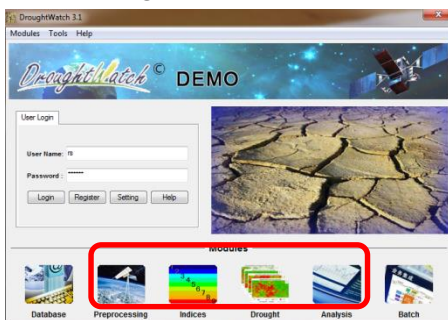 DroughtWatch 3.1
Modules Tools Help
DroughtWatch © DEMO
User Login
User Name: rs
Password :
Login Register Setting Help
Modules
Database Preprocessing Indices Drought Analysis Batch